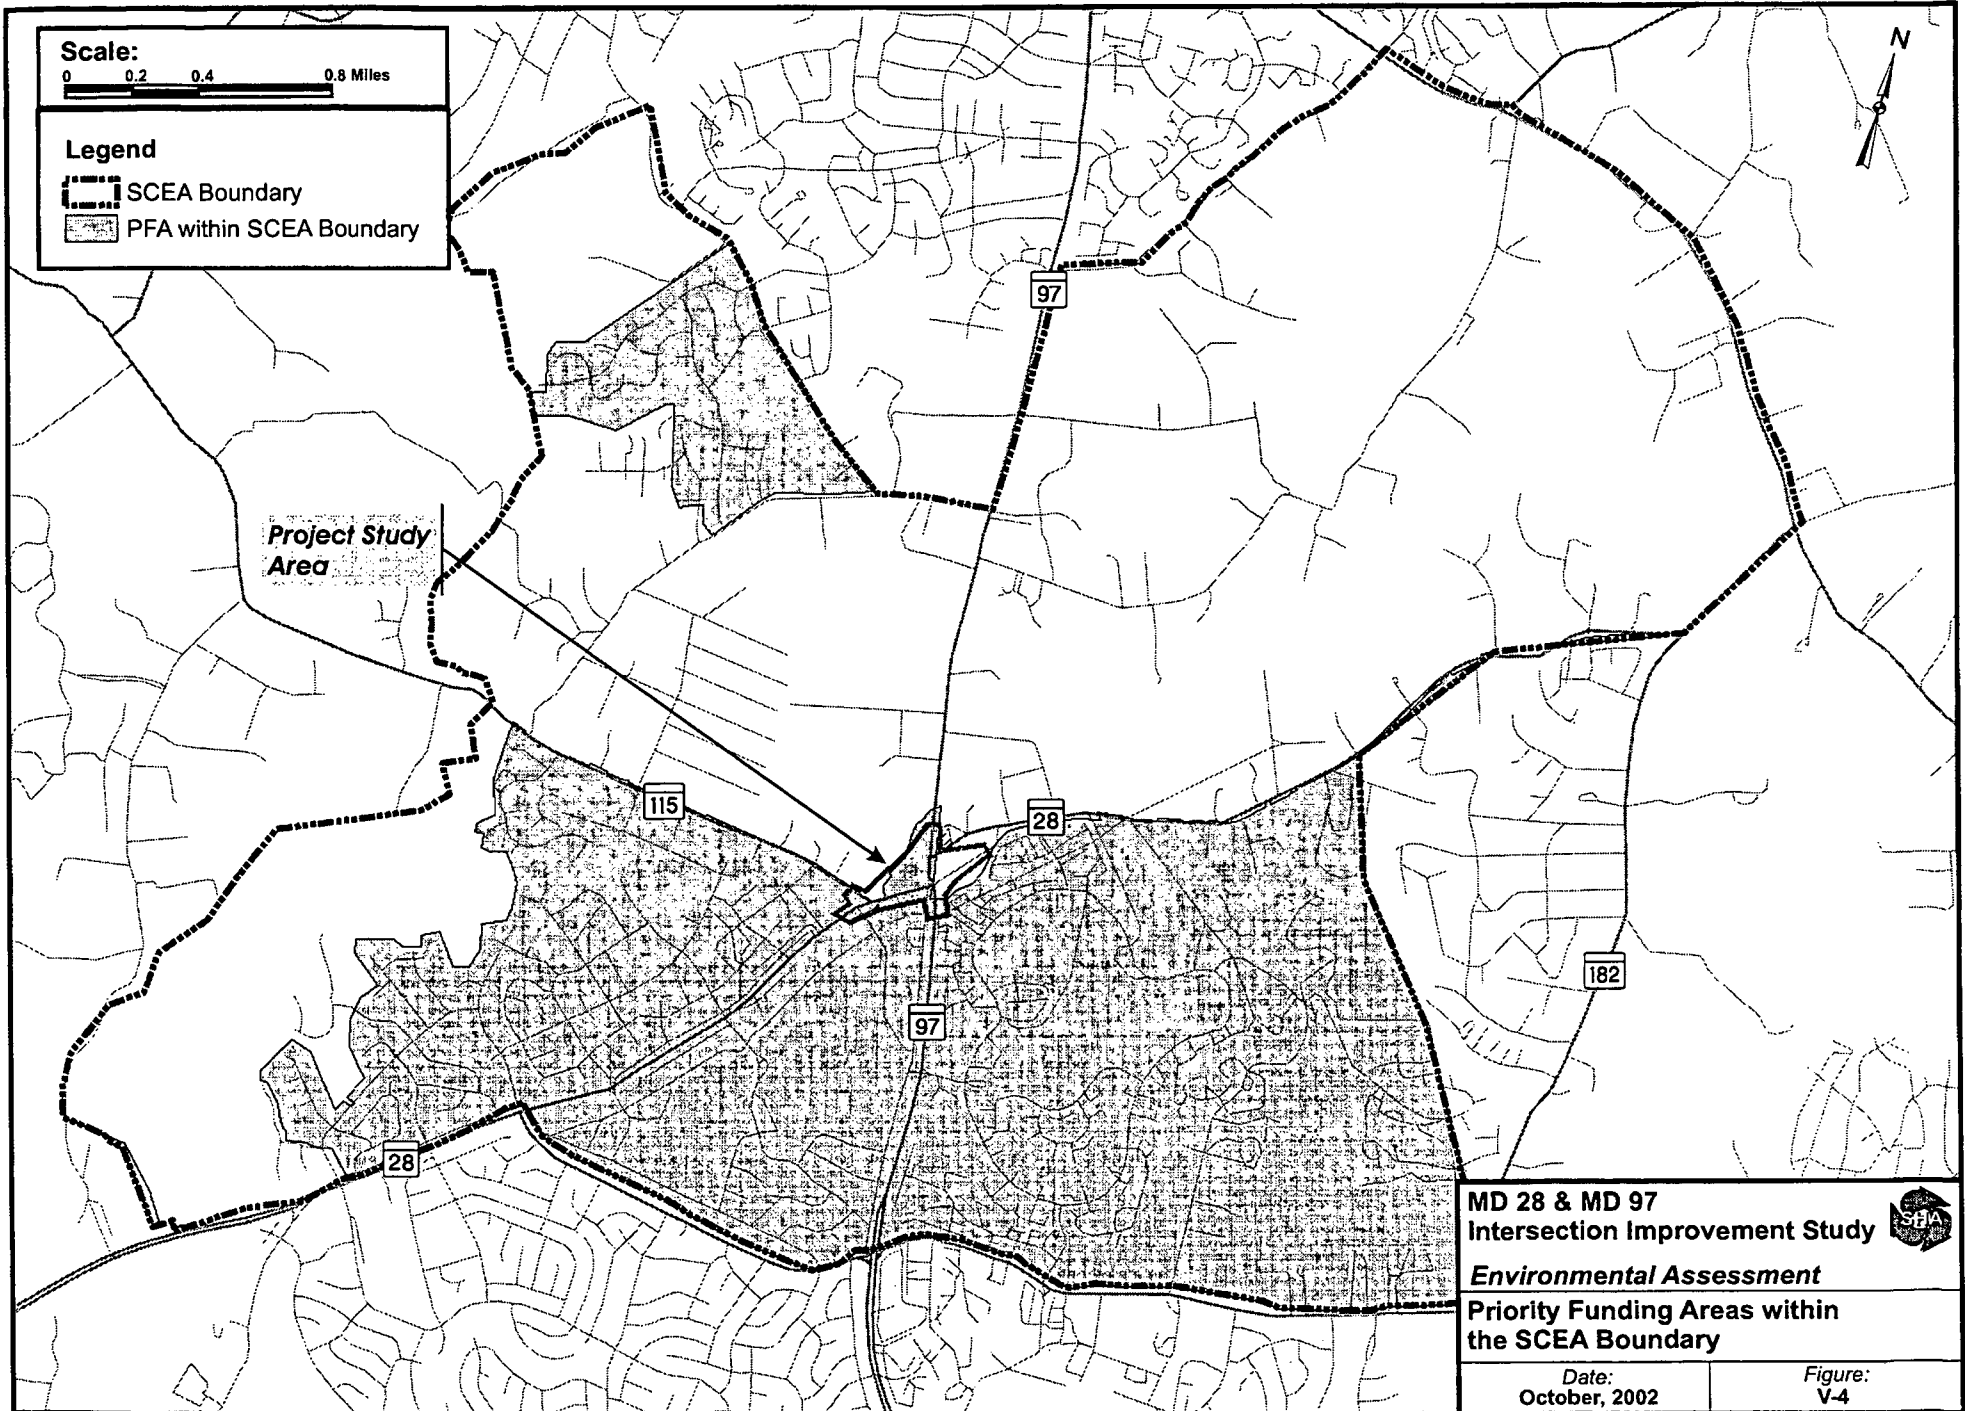 Scale:
0 0.2 0.4 0.8 Miles
Legend
SCEA Boundary
PFA within SCEA Boundary
N
97
Project Study
Area
115
28
182
97
28
MD 28 & MD 97
Intersection Improvement Study
SHA
Environmental Assessment
Priority Funding Areas within
the SCEA Boundary
Date:
October, 2002
Figure:
V-4